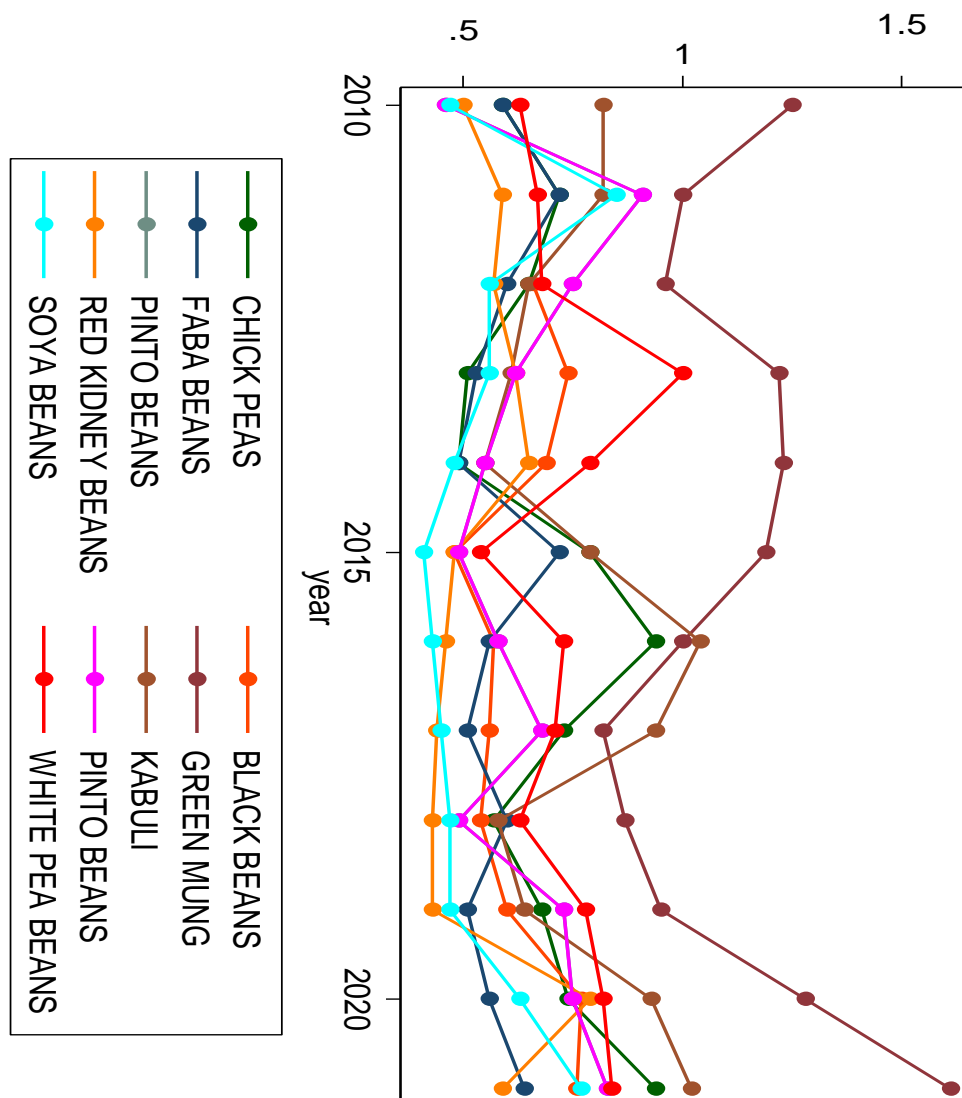 .5
1
1.5
2010
2015
2020
year
CHICK PEAS
BLACK BEANS
FABA BEANS
GREEN MUNG
PINTO BEANS
KABULI
RED KIDNEY BEANS
PINTO BEANS
SOYA BEANS
WHITE PEA BEANS